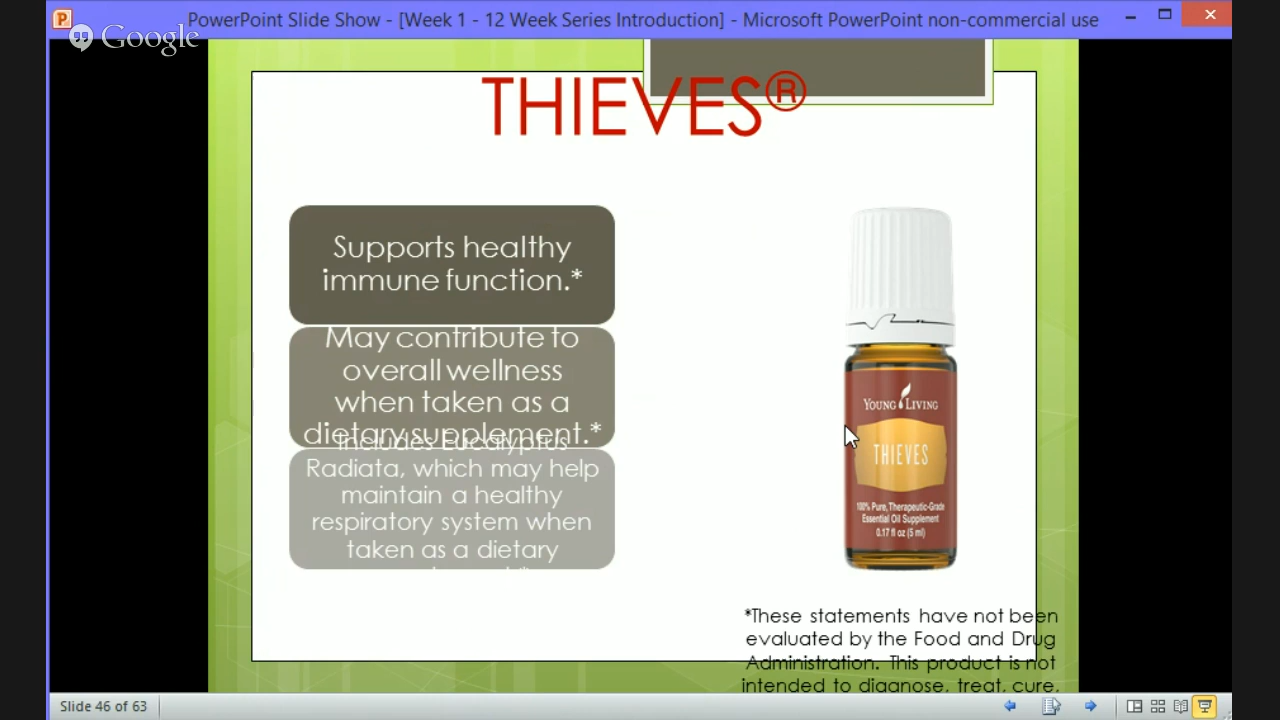 PowerPoint Slide Show - [Week 1 - 12 Week Series Introduction] - Microsoft PowerPoint non-commercial use
Google
THIEVES®
Supports healthy
immune function.*
May contribute to
overall wellness
when taken as a
dietary supplement.*
Includes Eucalyptus
Radiata, which may help
maintain a healthy
respiratory system when
taken as a dietary
YOUNG LIVING
THIEVES
100% Pure, Therapeutic-Grade
Essential Oil Supplement
0.17 fl oz (5 ml)
*These statements have not been
evaluated by the Food and Drug
Administration. This product is not
intended to diagnose, treat, cure,
Slide 46 of 63